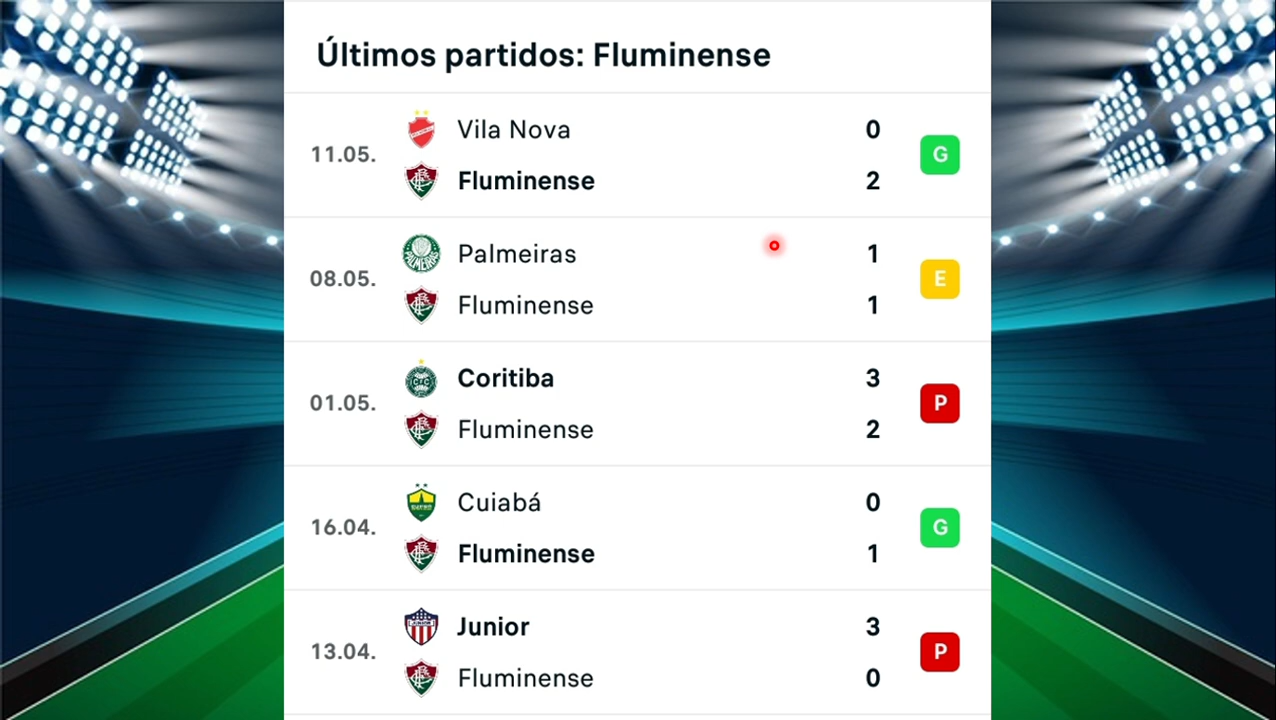 Últimos partidos: Fluminense
11.05.
Vila Nova 0
Fluminense 2
G
08.05.
Palmeiras 1
Fluminense 1
E
01.05.
Coritiba 3
Fluminense 2
P
16.04.
Cuiabá 0
Fluminense 1
G
13.04.
Junior 3
Fluminense 0
P